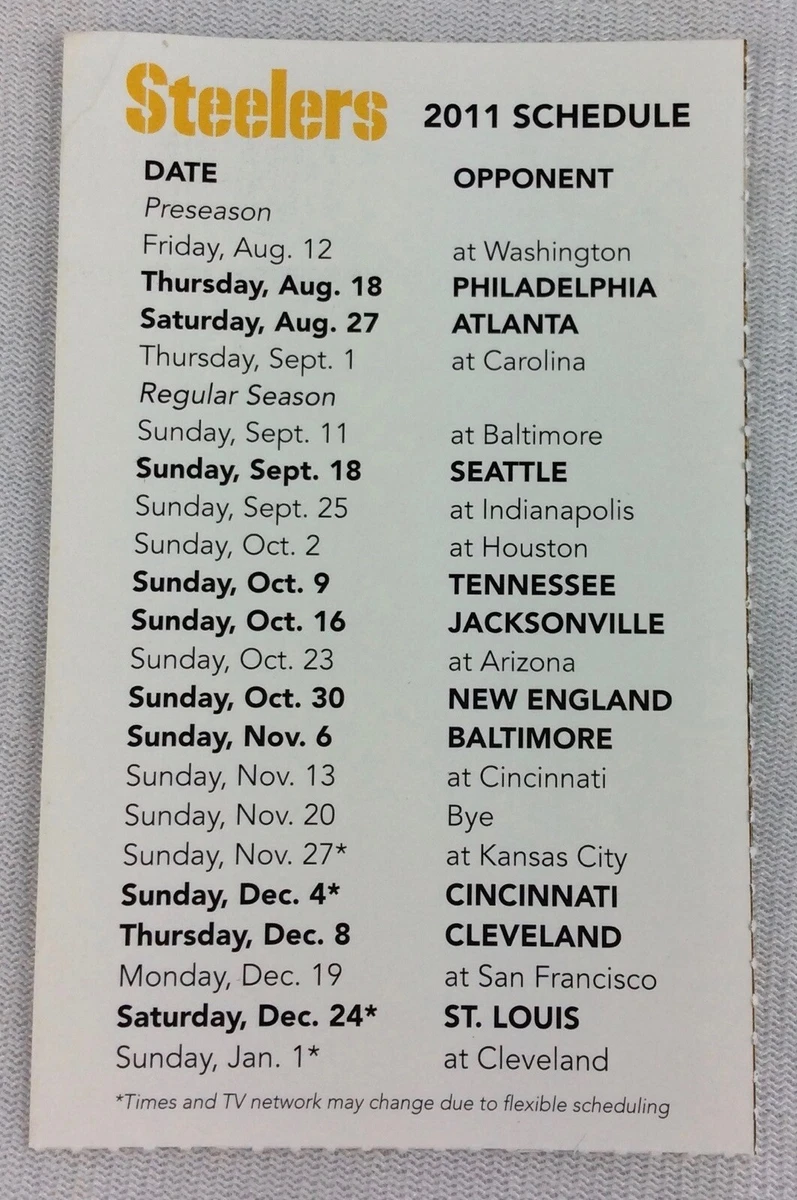 Steelers 2011 SCHEDULE
DATE OPPONENT
Preseason
Friday, Aug. 12 at Washington
Thursday, Aug. 18 PHILADELPHIA
Saturday, Aug. 27 ATLANTA
Thursday, Sept. 1 at Carolina
Regular Season
Sunday, Sept. 11 at Baltimore
Sunday, Sept. 18 SEATTLE
Sunday, Sept. 25 at Indianapolis
Sunday, Oct. 2 at Houston
Sunday, Oct. 9 TENNESSEE
Sunday, Oct. 16 JACKSONVILLE
Sunday, Oct. 23 at Arizona
Sunday, Oct. 30 NEW ENGLAND
Sunday, Nov. 6 BALTIMORE
Sunday, Nov. 13 at Cincinnati
Sunday, Nov. 20 Bye
Sunday, Nov. 27* at Kansas City
Sunday, Dec. 4* CINCINNATI
Thursday, Dec. 8 CLEVELAND
Monday, Dec. 19 at San Francisco
Saturday, Dec. 24* ST. LOUIS
Sunday, Jan. 1* at Cleveland
*Times and TV network may change due to flexible scheduling